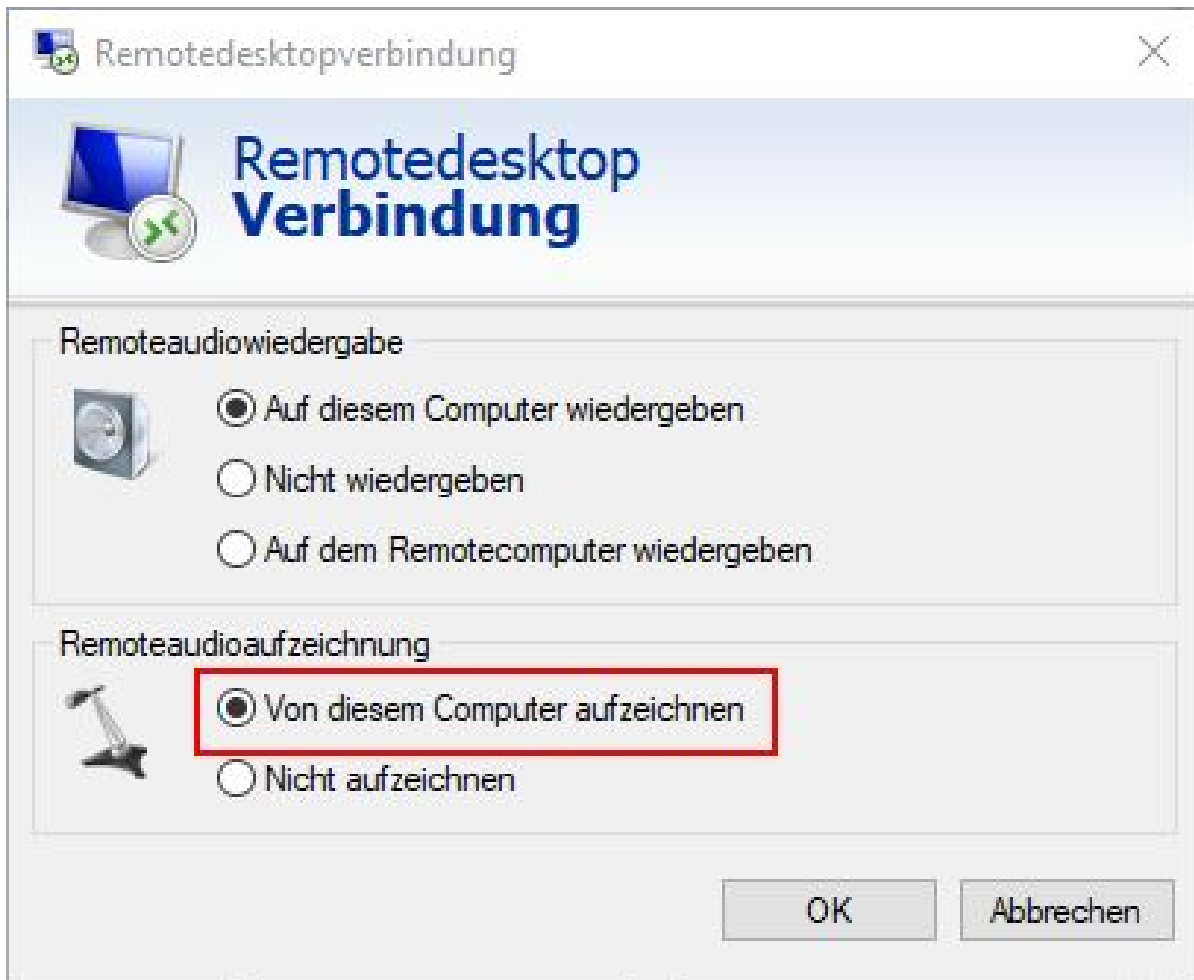 Remotedesktopverbindung
Remotedesktop
Verbindung
Remoteaudiowiedergabe
Auf diesem Computer wiedergeben
Nicht wiedergeben
Auf dem Remotecomputer wiedergeben
Remoteaudioaufzeichnung
Von diesem Computer aufzeichnen
Nicht aufzeichnen
OK Abbrechen